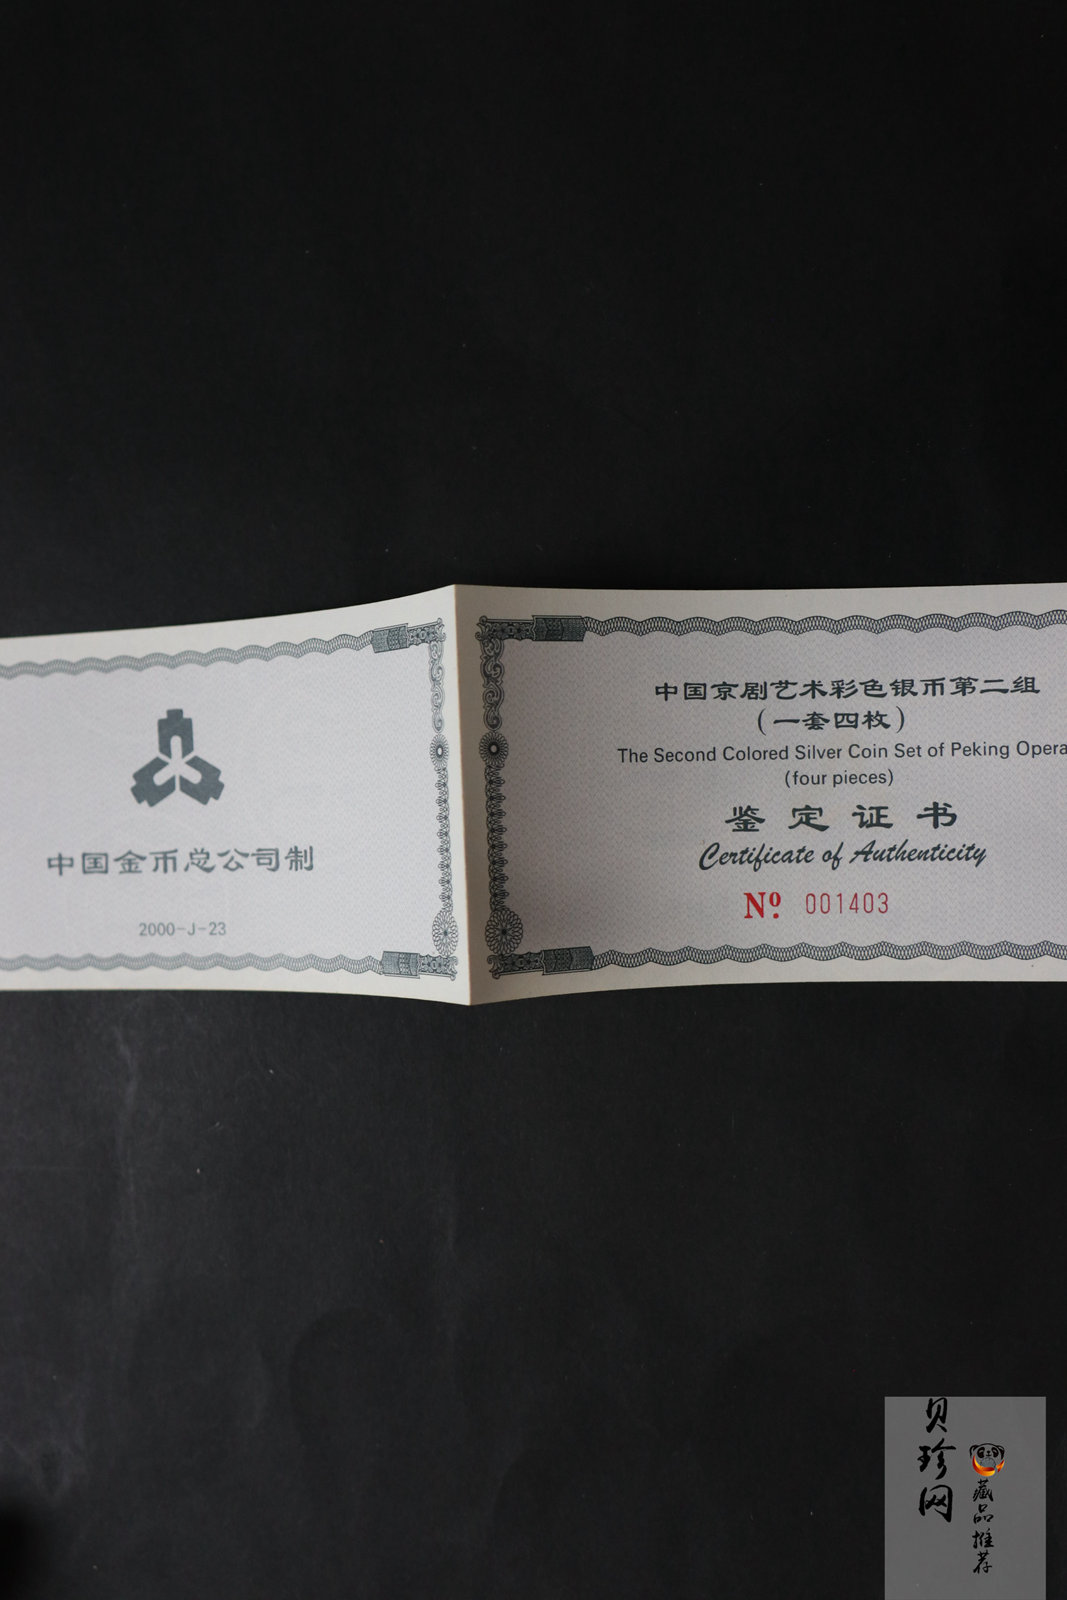 中国金币总公司制
2000-J-23
中国京剧艺术彩色银币第二组
(一套四枚)
The Second Colored Silver Coin Set of Peking Opera
(four pieces)
鉴定证书
Certificate of Authenticity
Nº. 001403
贝珍网
藏品推荐